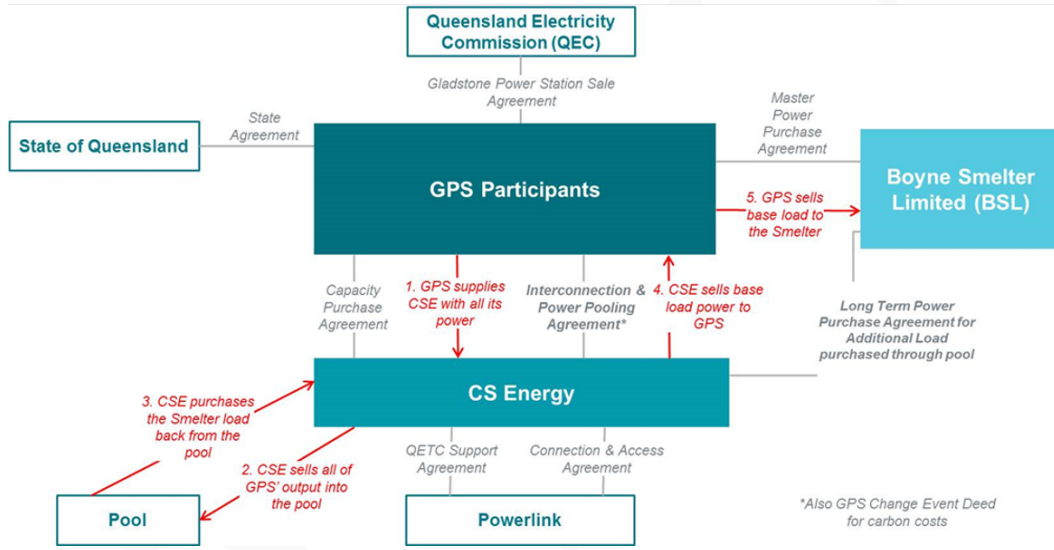 Queensland Electricity
Commission (QEC)
Gladstone Power Station Sale
Agreement
State
Agreement
State of Queensland
Master
Power
Purchase
Agreement
GPS Participants
Boyne Smelter
Limited (BSL)
5. GPS sells
base load to
the Smelter
Capacity
Purchase
Agreement
1. GPS supplies
CSE with all its
power
Interconnection &
Power Pooling
Agreement*
4. CSE sells base
load power to
GPS
Long Term Power
Purchase Agreement for
Additional Load
purchased through pool
CS Energy
3. CSE purchases
the Smelter load
back from the
pool
2. CSE sells all of
GPS' output into
the pool
QETC Support
Agreement
Connection & Access
Agreement
Pool
Powerlink
*Also GPS Change Event Deed
for carbon costs